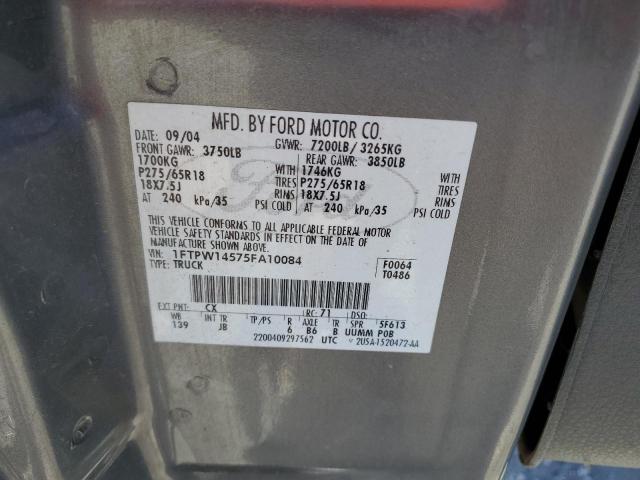 MFD. BY FORD MOTOR CO.
DATE: 09/04 GVWR: 7200LB/ 3265KG
FRONT GAWR: 3750LB REAR GAWR: 3850LB
1700KG WITH 1746KG WITH
P275/65R18 TIRES P275/65R18 TIRES
18X7.5J RIMS 18X7.5J RIMS
AT 240 kPa/35 PSI COLD AT 240 kPa/35 PSI COLD
THIS VEHICLE CONFORMS TO ALL APPLICABLE FEDERAL MOTOR
VEHICLE SAFETY STANDARDS IN EFFECT ON THE DATE OF
MANUFACTURE SHOWN ABOVE.
VIN: 1FTPW14575FA10084 F0064
TYPE: TRUCK T0486
EXT PNT: CX RC: 71 DSO:
WB INT TR TP/PS R AXLE TR SPR 5F613
139 JB 6 B6 B UUMM P0B
2200409297562 UTC V 2U5A-1520472-AA
Ford